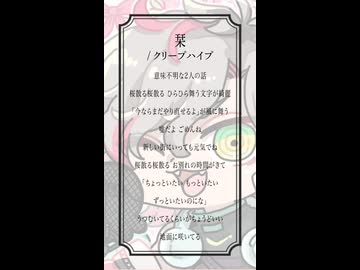 栞
/クリープハイプ
意味不明な2人の話
桜散る桜散る ひらひら舞う文字が綺麗
「今ならまだやり直せるよ」が風に舞う
嘘だよ ごめんね
新しい街にいっても元気でね
桜散る桜散る お別れの時間がきて
「ちょっといたい もっといたい
ずっといたいのにな」
うつむいてるくらいがちょうどいい
地面に咲いてる